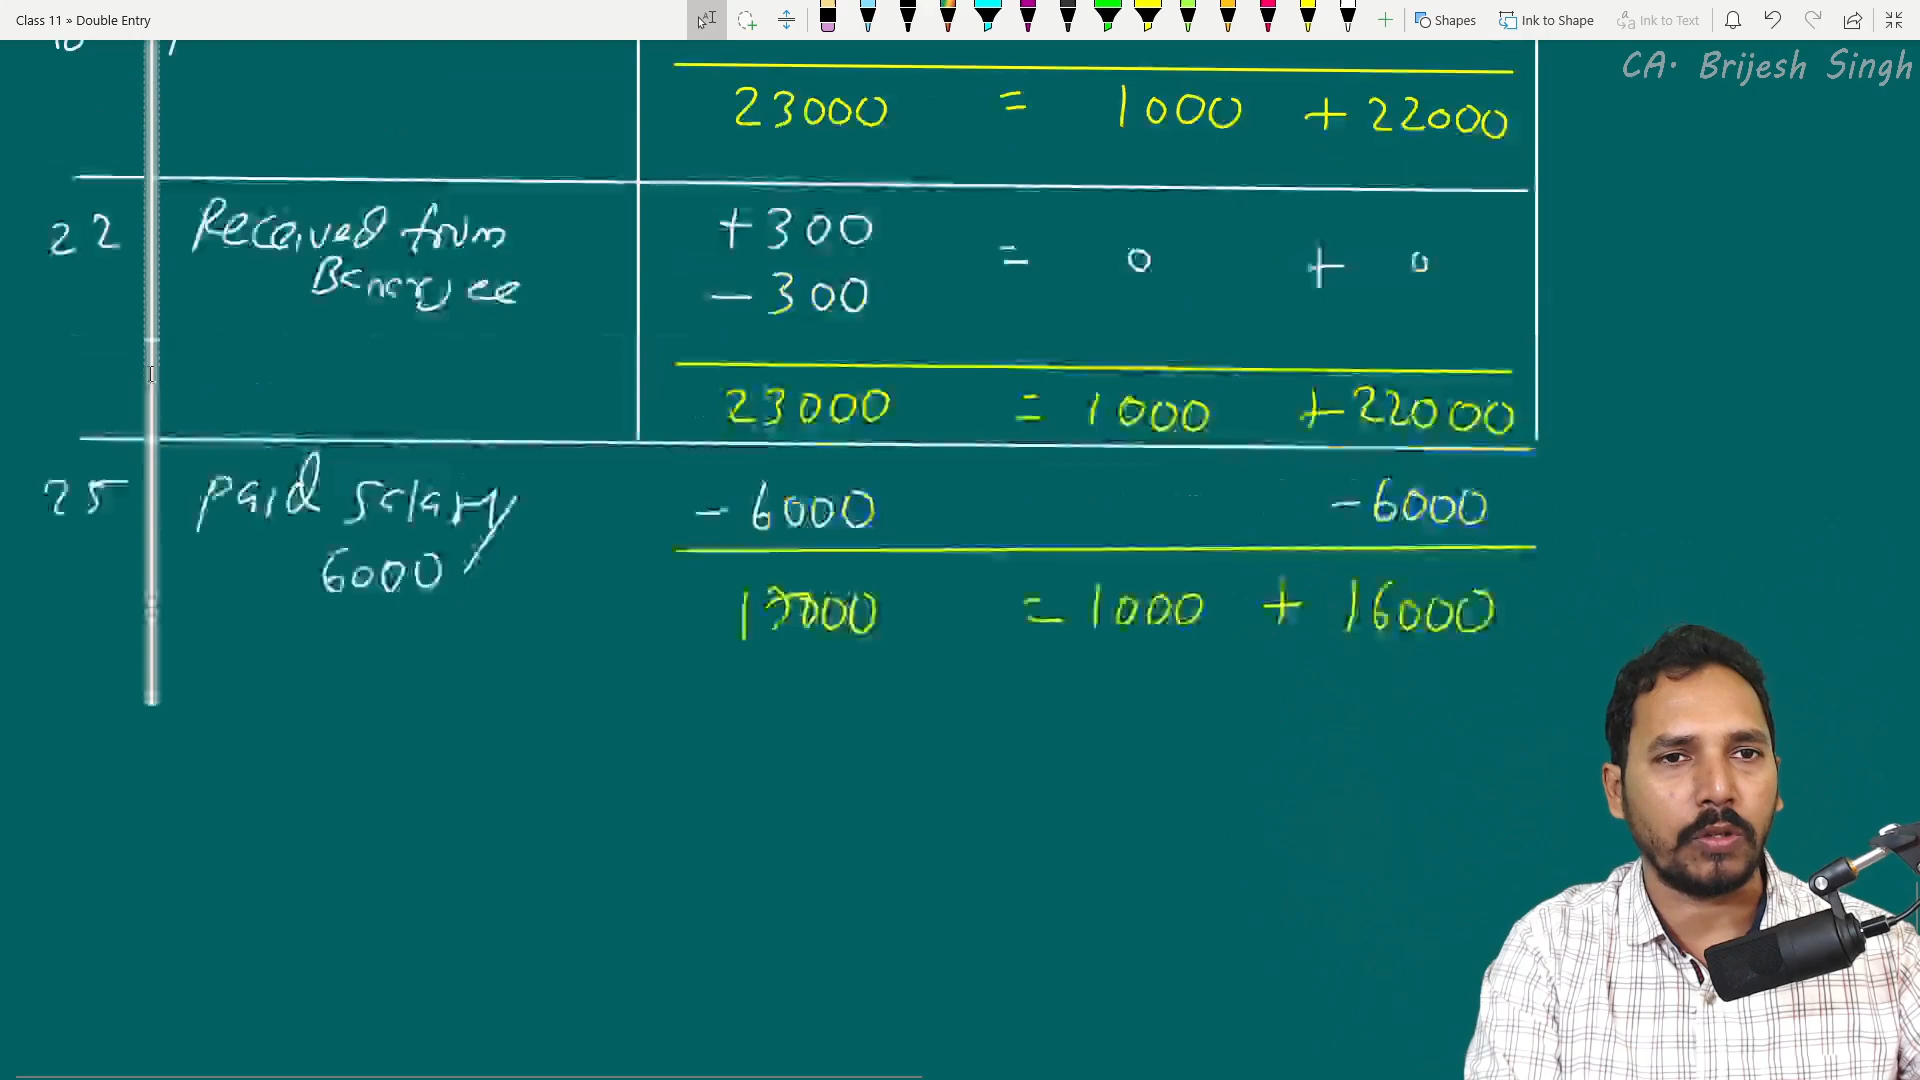 Class 11 » Double Entry
Shapes
Ink to Shape
Ink to Text
CA. Brijesh Singh
23000 = 1000 + 22000
22 Received from Banerjee
+300
-300
= 0 + 0
23000 = 1000 + 22000
25 paid salary 6000
-6000 -6000
17000 = 1000 + 16000